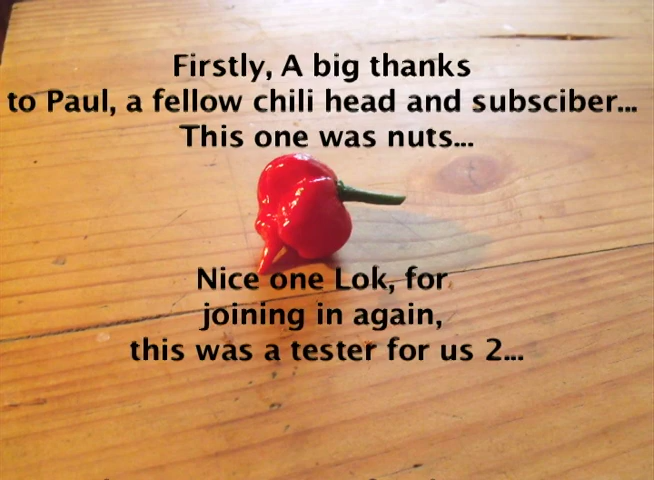 Firstly, A big thanks
to Paul, a fellow chili head and subsciber...
This one was nuts...
Nice one Lok, for
joining in again,
this was a tester for us 2...